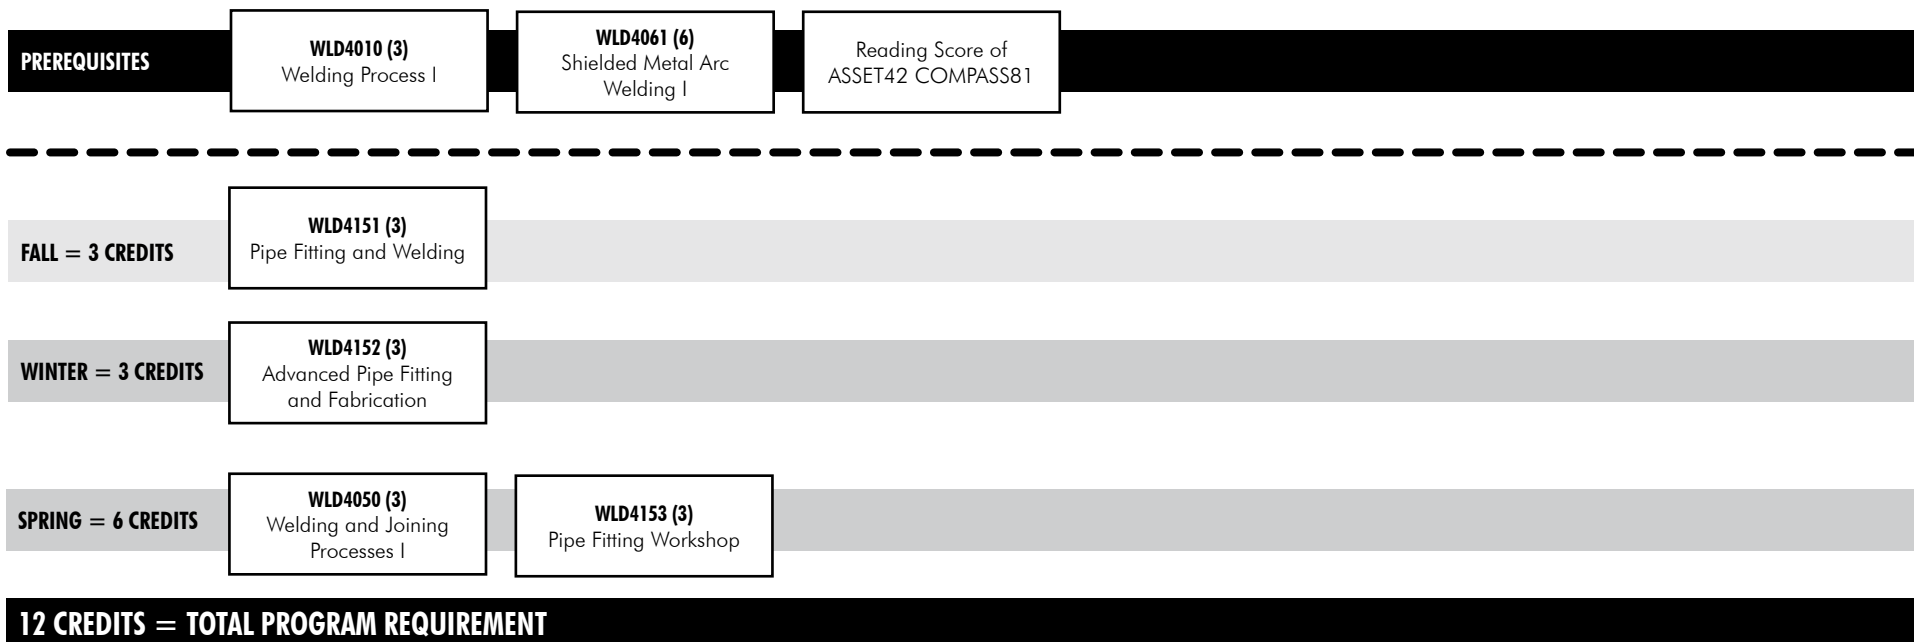 PREREQUISITES
WLD4010 (3)
Welding Process I
WLD4061 (6)
Shielded Metal Arc
Welding I
Reading Score of
ASSET42 COMPASS81
FALL = 3 CREDITS
WLD4151 (3)
Pipe Fitting and Welding
WINTER = 3 CREDITS
WLD4152 (3)
Advanced Pipe Fitting
and Fabrication
SPRING = 6 CREDITS
WLD4050 (3)
Welding and Joining
Processes I
WLD4153 (3)
Pipe Fitting Workshop
12 CREDITS = TOTAL PROGRAM REQUIREMENT